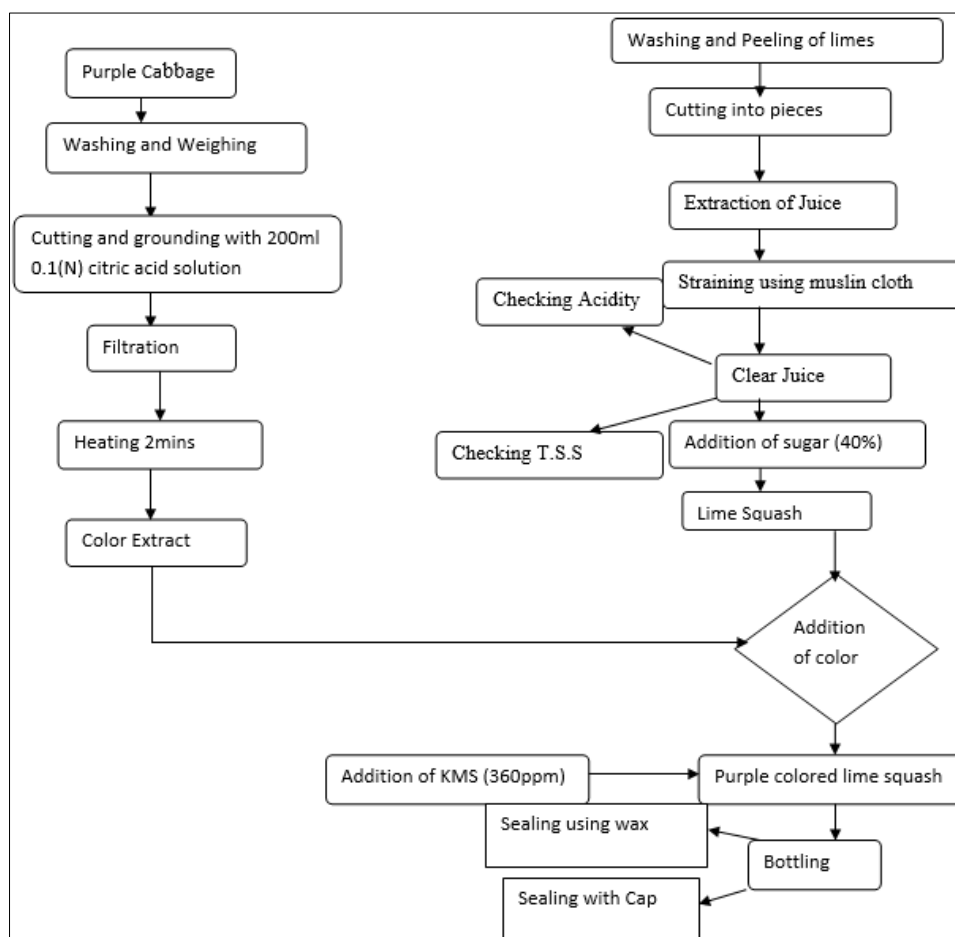 Washing and Peeling of limes
Purple Cabbage
Cutting into pieces
Washing and Weighing
Extraction of Juice
Cutting and grounding with 200ml
0.1(N) citric acid solution
Straining using muslin cloth
Checking Acidity
Filtration
Clear Juice
Heating 2mins
Addition of sugar (40%)
Checking T.S.S
Lime Squash
Color Extract
Addition
of color
Addition of KMS (360ppm)
Purple colored lime squash
Sealing using wax
Bottling
Sealing with Cap